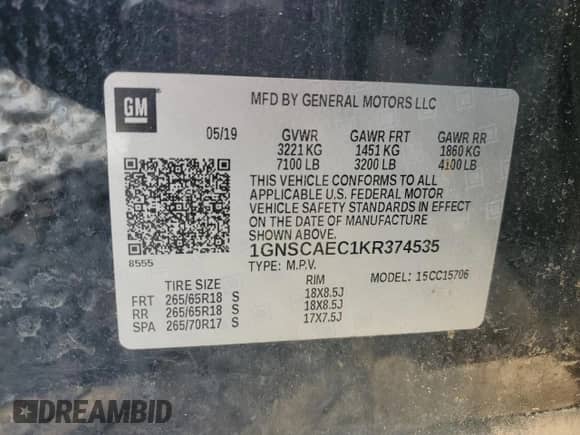 GM
MFD BY GENERAL MOTORS LLC
05/19 GVWR GAWR FRT GAWR RR
3221 KG 1451 KG 1860 KG
7100 LB 3200 LB 4100 LB
THIS VEHICLE CONFORMS TO ALL
APPLICABLE U.S. FEDERAL MOTOR
VEHICLE SAFETY STANDARDS IN EFFECT
ON THE DATE OF MANUFACTURE
SHOWN ABOVE.
8555
1GNSCAEC1KR374535
TYPE: M.P.V. MODEL: 15CC15706
TIRE SIZE RIM
FRT 265/65R18 S 18X8.5J
RR 265/65R18 S 18X8.5J
SPA 265/70R17 S 17X7.5J
DREAMBID